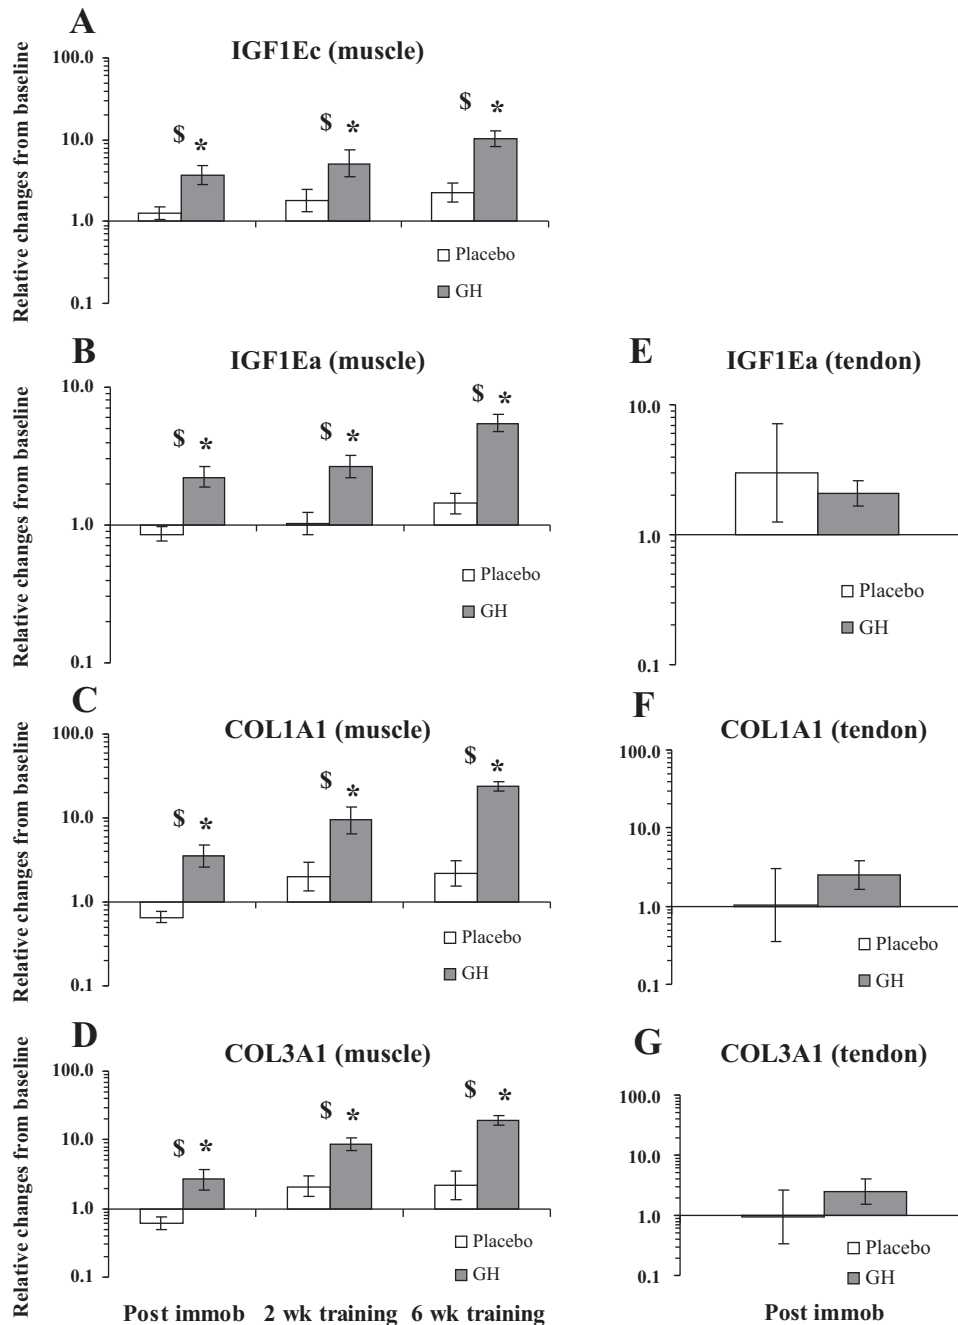 A
IGF1Ec (muscle)
Relative changes from baseline
100.0
10.0
1.0
0.1
$ *
$ *
$ *
Placebo
GH
B
IGF1Ea (muscle)
Relative changes from baseline
10.0
1.0
0.1
$ *
$ *
$ *
Placebo
GH
E
IGF1Ea (tendon)
10.0
1.0
0.1
Placebo
GH
C
COL1A1 (muscle)
Relative changes from baseline
100.0
10.0
1.0
0.1
$ *
$ *
$ *
Placebo
GH
F
COL1A1 (tendon)
100.0
10.0
1.0
0.1
Placebo
GH
D
COL3A1 (muscle)
Relative changes from baseline
100.0
10.0
1.0
0.1
$ *
$ *
$ *
Placebo
GH
Post immob 2 wk training 6 wk training
G
COL3A1 (tendon)
100.0
10.0
1.0
0.1
Placebo
GH
Post immob